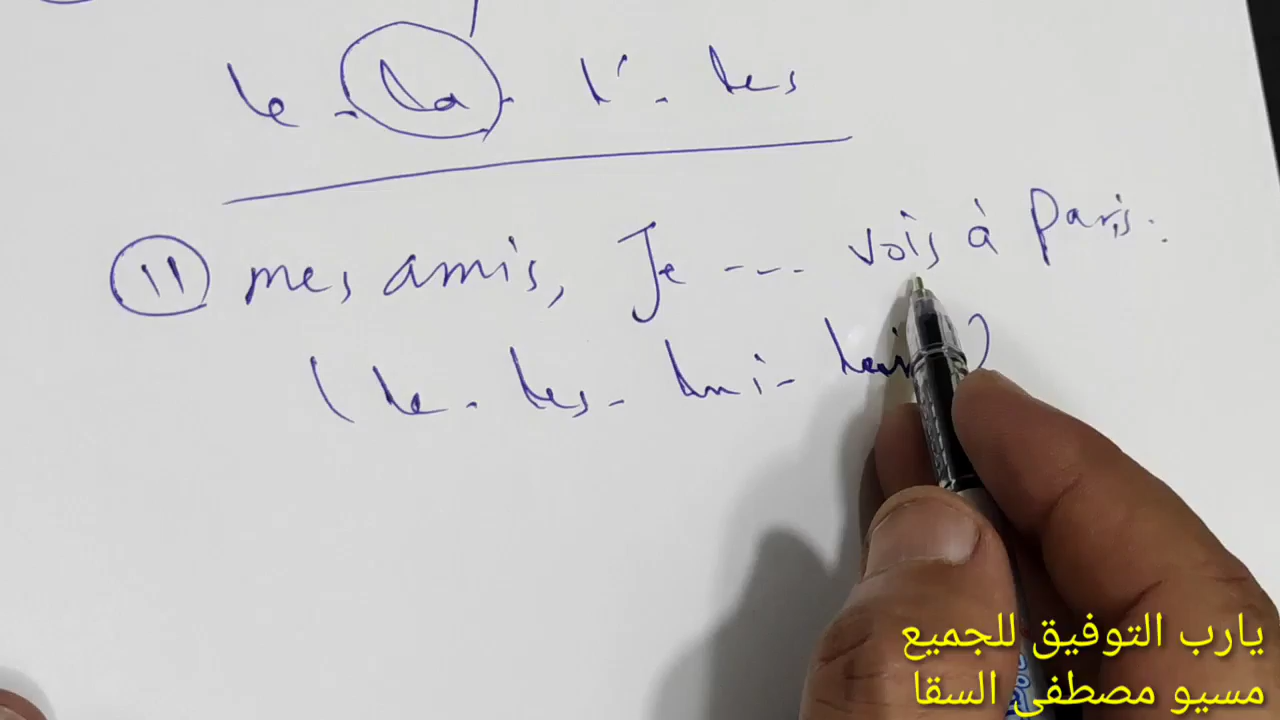 le - la - l' - les
11 mes amis, Je ---- vois à Paris.
( le - les - lui - leur )
يارب التوفيق للجميع
مسيو مصطفى السقا